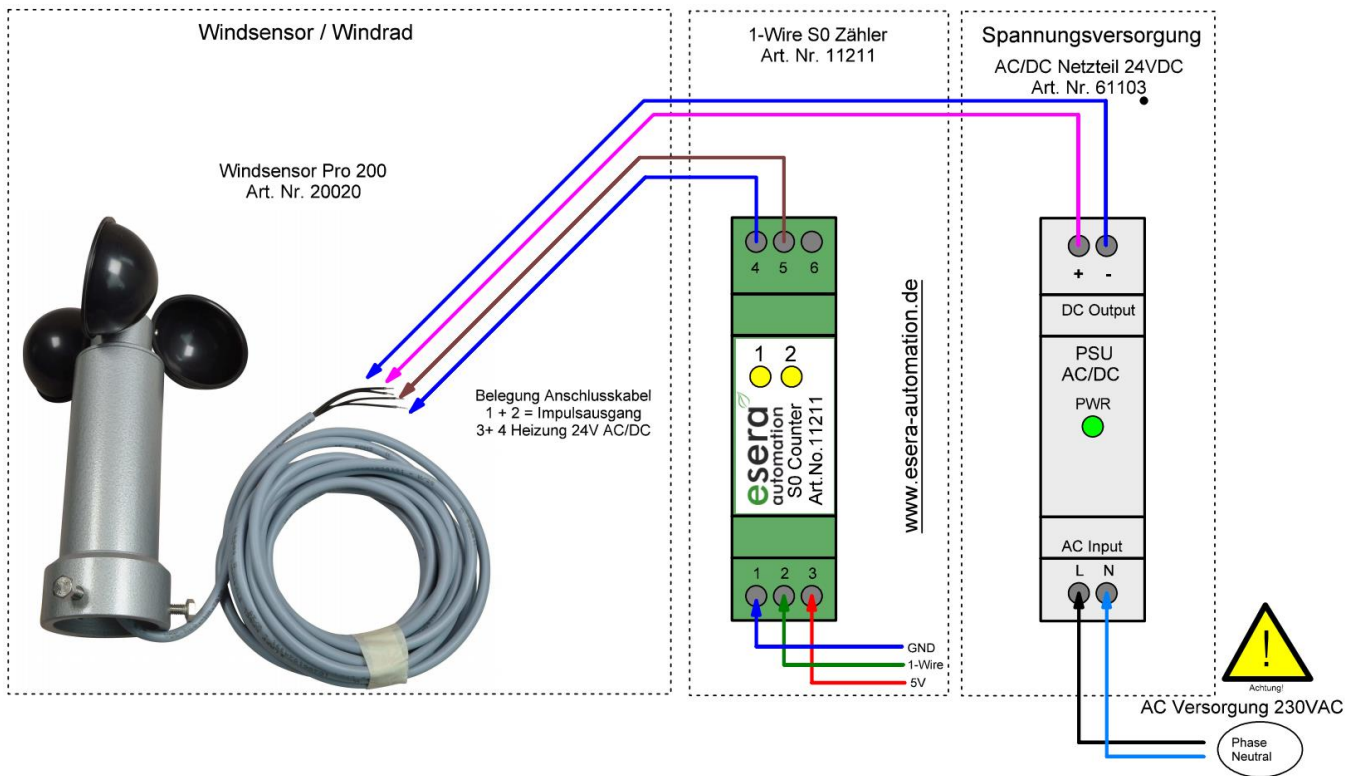 Windsensor / Windrad
Windsensor Pro 200
Art. Nr. 20020
Belegung Anschlusskabel
1 + 2 = Impulsausgang
3+ 4 Heizung 24V AC/DC
1-Wire S0 Zähler
Art. Nr. 11211
4 5 6
1 2
esera
automation
S0 Counter
Art.No.11211
1 2 3
GND
1-Wire
5V
www.esera-automation.de
Spannungsversorgung
AC/DC Netzteil 24VDC
Art. Nr. 61103
+ -
DC Output
PSU
AC/DC
PWR
AC Input
L N
Achtung!
AC Versorgung 230VAC
Phase
Neutral
!